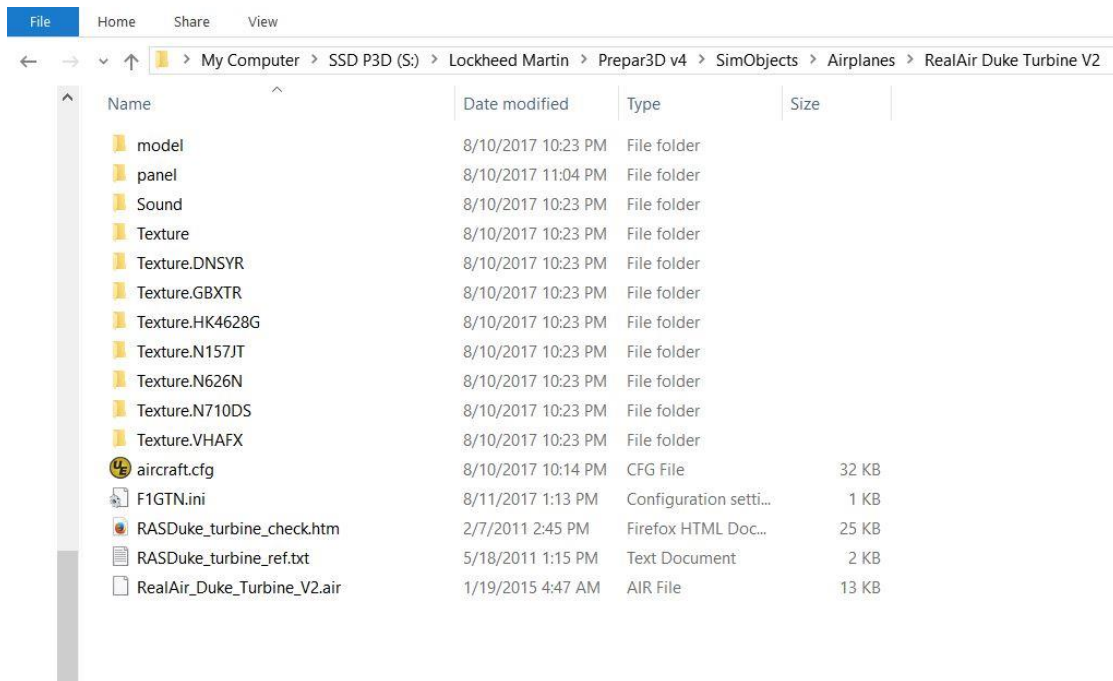 File Home Share View
My Computer > SSD P3D (S:) > Lockheed Martin > Prepar3D v4 > SimObjects > Airplanes > RealAir Duke Turbine V2
Name Date modified Type Size
model 8/10/2017 10:23 PM File folder
panel 8/10/2017 11:04 PM File folder
Sound 8/10/2017 10:23 PM File folder
Texture 8/10/2017 10:23 PM File folder
Texture.DNSYR 8/10/2017 10:23 PM File folder
Texture.GBXTR 8/10/2017 10:23 PM File folder
Texture.HK4628G 8/10/2017 10:23 PM File folder
Texture.N157JT 8/10/2017 10:23 PM File folder
Texture.N626N 8/10/2017 10:23 PM File folder
Texture.N710DS 8/10/2017 10:23 PM File folder
Texture.VHAFX 8/10/2017 10:23 PM File folder
UE aircraft.cfg 8/10/2017 10:14 PM CFG File 32 KB
F1GTN.ini 8/11/2017 1:13 PM Configuration setti... 1 KB
RASDuke_turbine_check.htm 2/7/2011 2:45 PM Firefox HTML Doc... 25 KB
RASDuke_turbine_ref.txt 5/18/2011 1:15 PM Text Document 2 KB
RealAir_Duke_Turbine_V2.air 1/19/2015 4:47 AM AIR File 13 KB